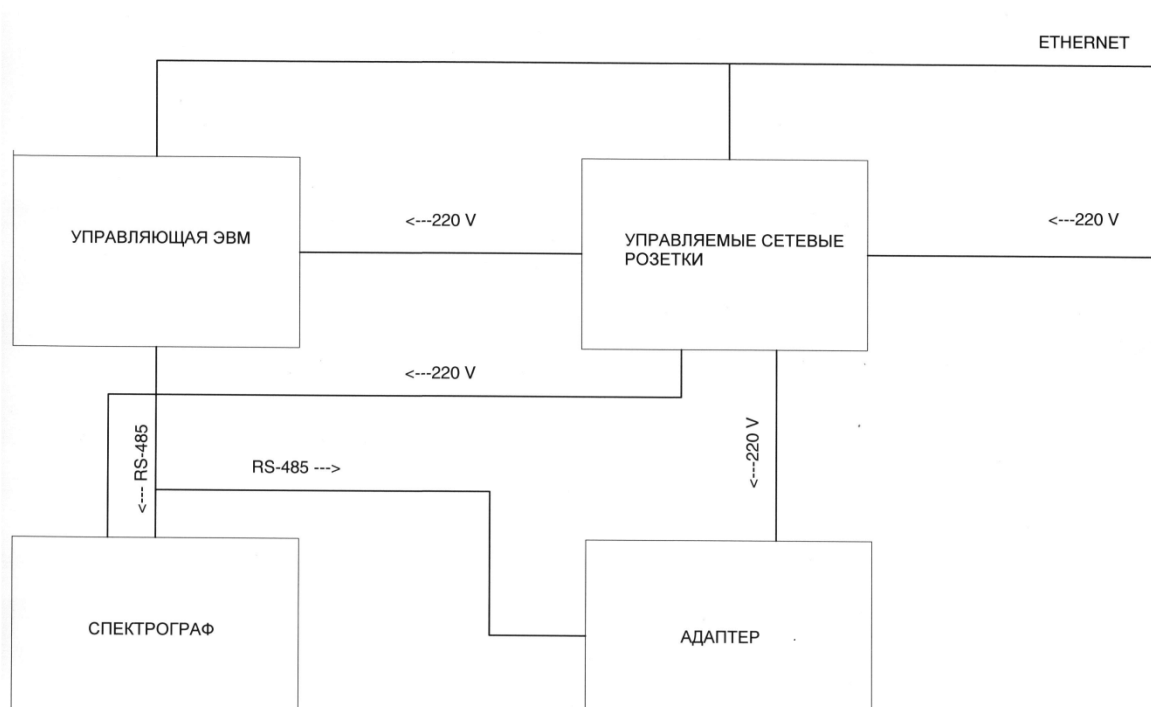 ETHERNET
УПРАВЛЯЮЩАЯ ЭВМ
<---220 V
УПРАВЛЯЕМЫЕ СЕТЕВЫЕ
РОЗЕТКИ
<---220 V
<---220 V
<--- RS-485
RS-485 --->
<---220 V
СПЕКТРОГРАФ
АДАПТЕР